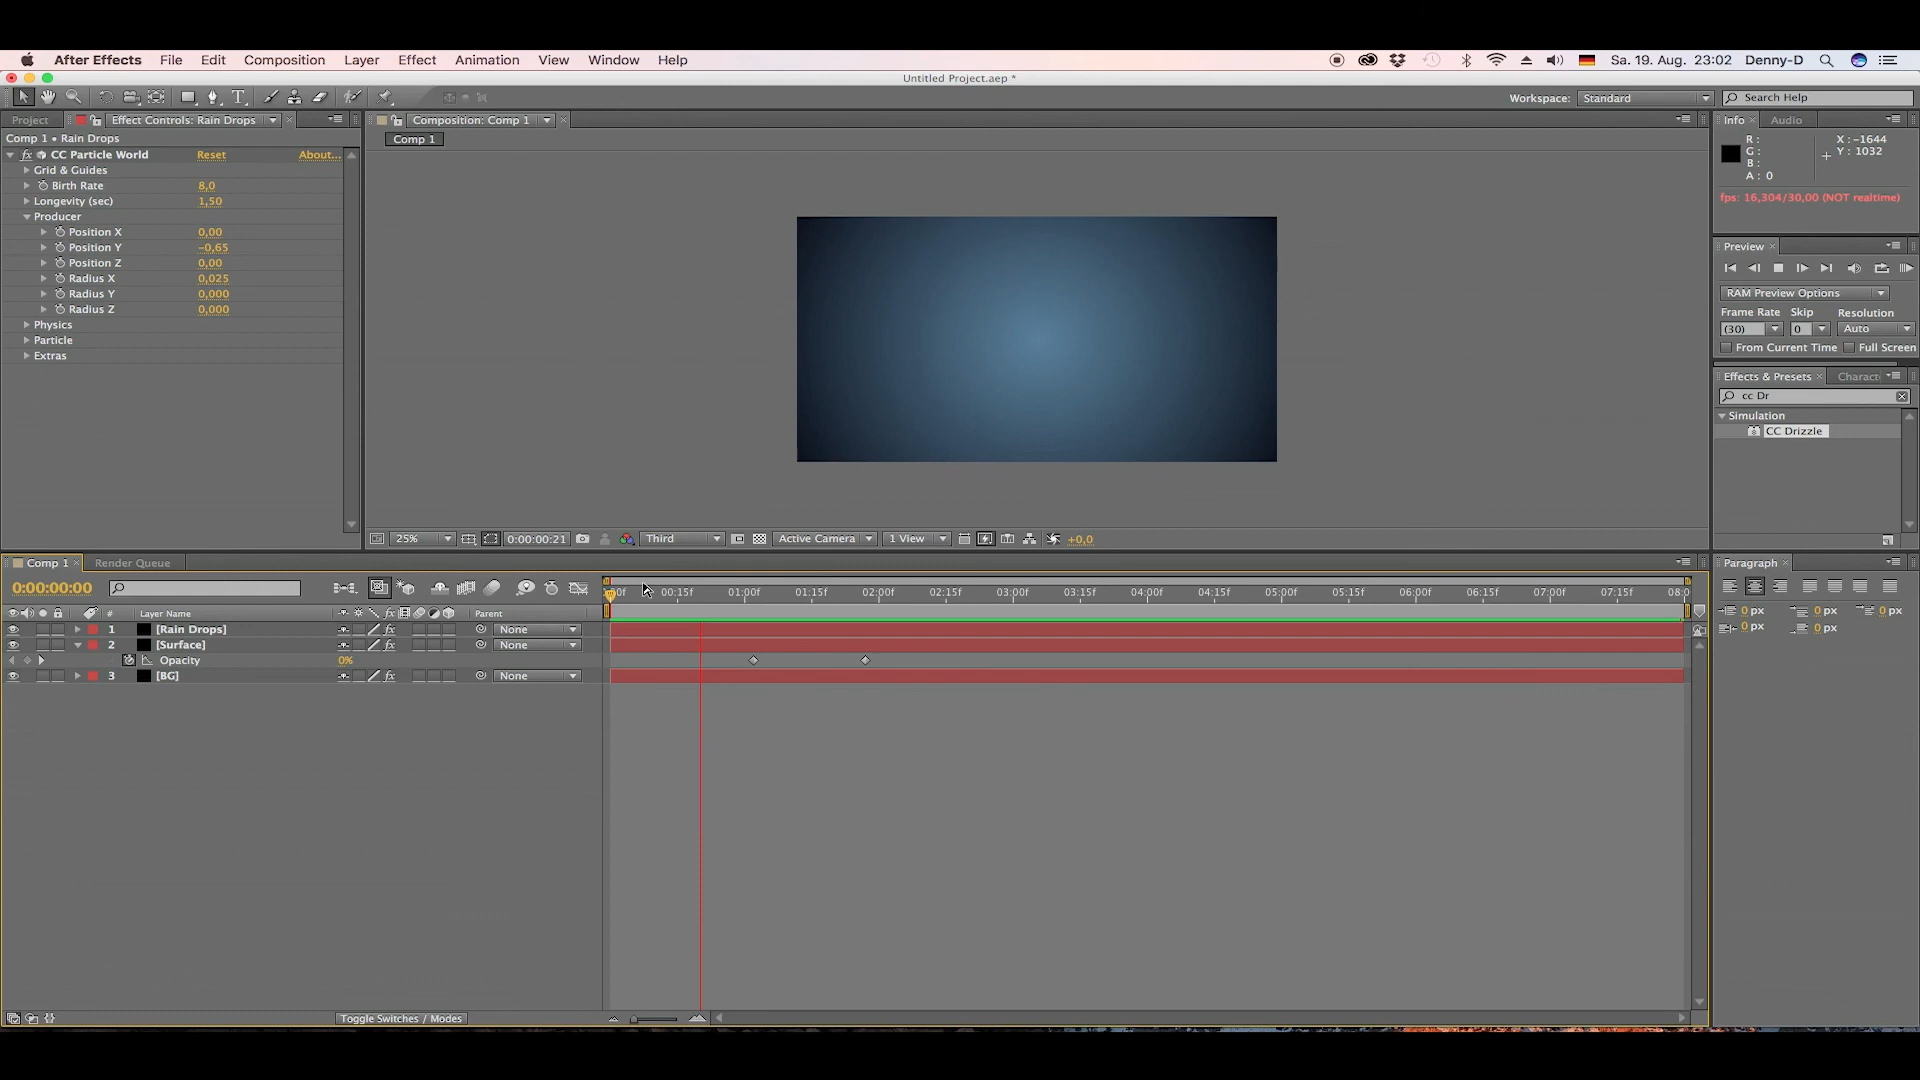 After Effects File Edit Composition Layer Effect Animation View Window Help Sa. 19. Aug. 23:02 Denny-D
Untitled Project.aep *
Workspace: Standard Search Help
Project Effect Controls: Rain Drops
Comp 1 • Rain Drops
CC Particle World Reset About...
Grid & Guides
Birth Rate 8,0
Longevity (sec) 1,50
Producer
Position X 0,00
Position Y −0,65
Position Z 0,00
Radius X 0,025
Radius Y 0,000
Radius Z 0,000
Physics
Particle
Extras
Composition: Comp 1
Comp 1
25% 0:00:00:21 Third Active Camera 1 View +0,0
Info Audio
R: X: −1644
G: Y: 1032
B:
A: 0
fps: 16,304/30,00 (NOT realtime)
Preview
RAM Preview Options
Frame Rate Skip Resolution
(30) 0 Auto
From Current Time Full Screen
Effects & Presets Charact
cc Dr
Simulation
CC Drizzle
Comp 1 Render Queue
0:00:00:00
00f 00:15f 01:00f 01:15f 02:00f 02:15f 03:00f 03:15f 04:00f 04:15f 05:00f 05:15f 06:00f 06:15f 07:00f 07:15f 08:0
# Layer Name fx Parent
1 [Rain Drops] fx None
2 [Surface] fx None
Opacity 0%
3 [BG] fx None
Toggle Switches / Modes
Paragraph
0 px 0 px 0 px
0 px 0 px